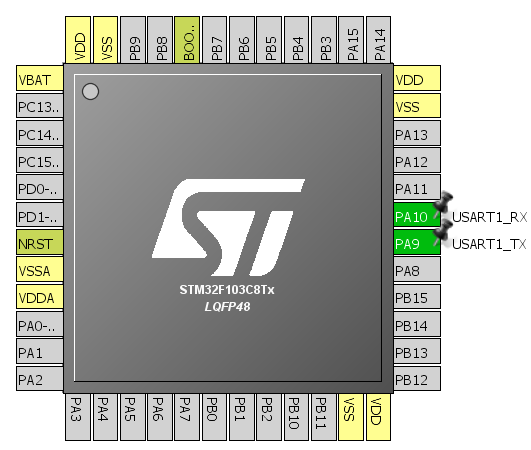 VDD
VSS
PB9
PB8
BOO..
PB7
PB6
PB5
PB4
PB3
PA15
PA14
VBAT
PC13..
PC14..
PC15..
PD0-..
PD1-..
NRST
VSSA
VDDA
PA0-..
PA1
PA2
VDD
VSS
PA13
PA12
PA11
PA10 USART1_RX
PA9 USART1_TX
PA8
PB15
PB14
PB13
PB12
ST
STM32F103C8Tx
LQFP48
PA3
PA4
PA5
PA6
PA7
PB0
PB1
PB2
PB10
PB11
VSS
VDD